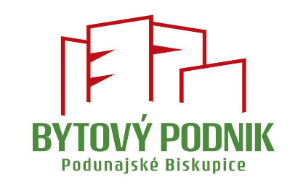 BYTOVÝ PODNIK
Podunajské Biskupice